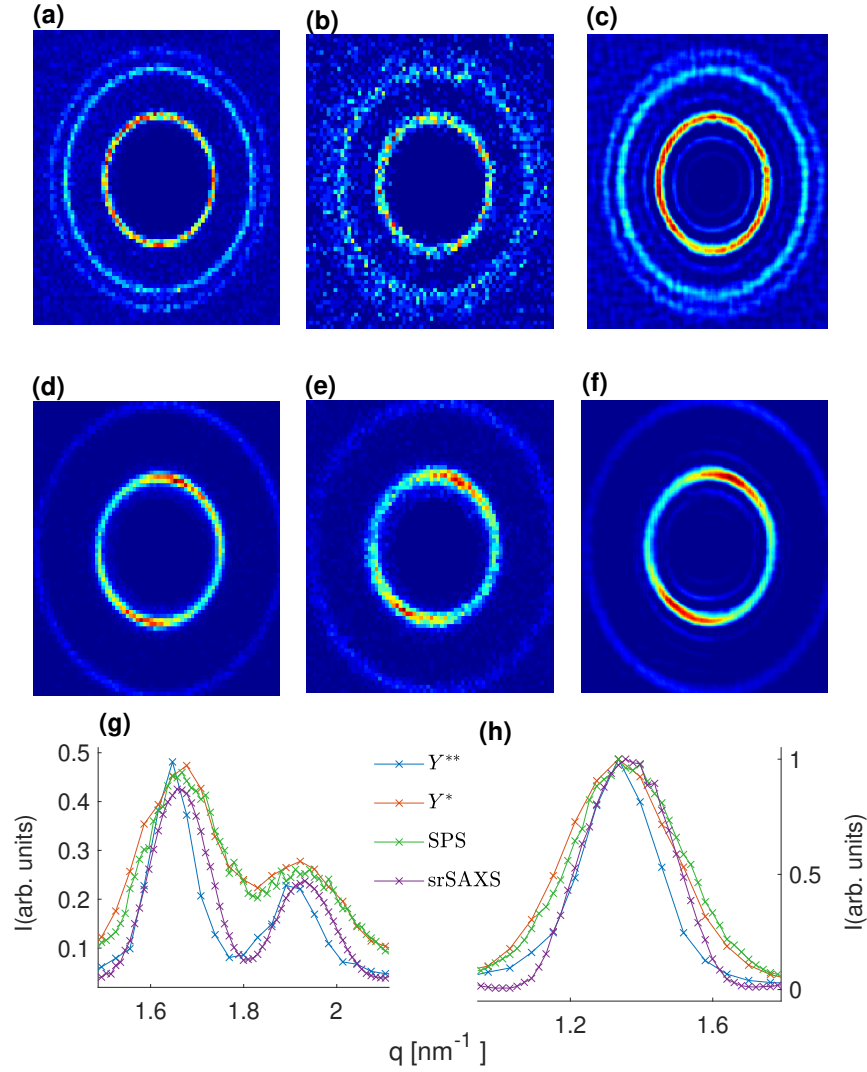 (a)
(b)
(c)
(d)
(e)
(f)
(g)
(h)
0.5
0.4
0.3
0.2
0.1
I(arb. units)
1.6
1.8
2
Y**
Y*
SPS
srSAXS
1
0.5
0
I(arb. units)
1.2
1.6
q [nm-1 ]